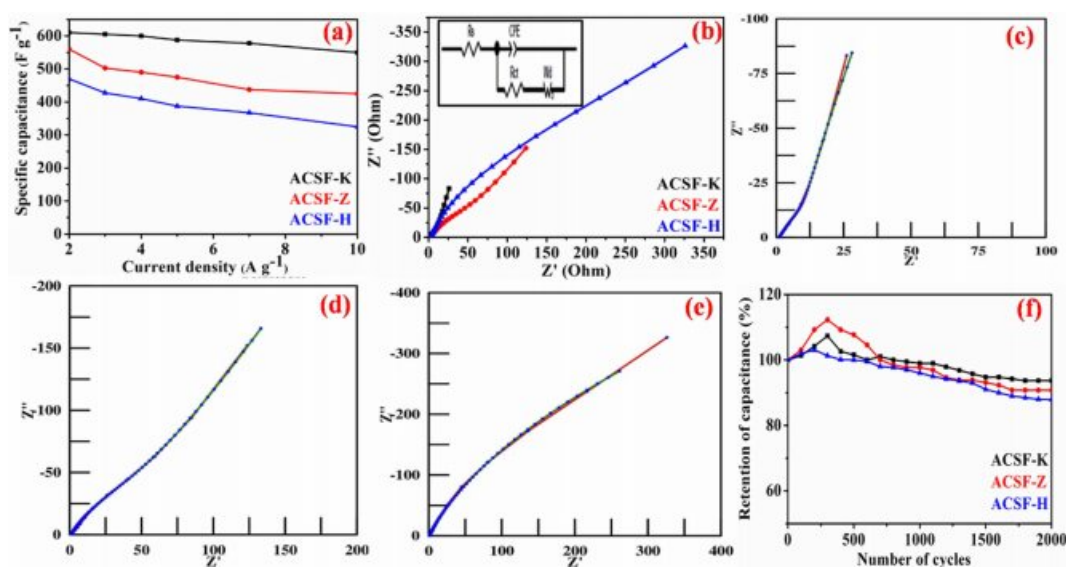 (a)
Specific capacitance (F g-1)
600
500
400
300
200
100
0
ACSF-K
ACSF-Z
ACSF-H
2
4
6
8
10
Current density (A g-1)
(b)
Z'' (Ohm)
-350
-300
-250
-200
-150
-100
-50
0
Rs
CPE
Rct
Wd
ACSF-K
ACSF-Z
ACSF-H
0
50
100
150
200
250
300
350
Z' (Ohm)
(c)
Z''
-100
-75
-50
-25
0
0
25
50
75
100
Z'
(d)
Z''
-200
-150
-100
-50
0
0
50
100
150
200
Z'
(e)
Z''
-400
-300
-200
-100
0
0
100
200
300
400
Z'
(f)
Retention of capacitance (%)
120
100
80
60
ACSF-K
ACSF-Z
ACSF-H
0
500
1000
1500
2000
Number of cycles